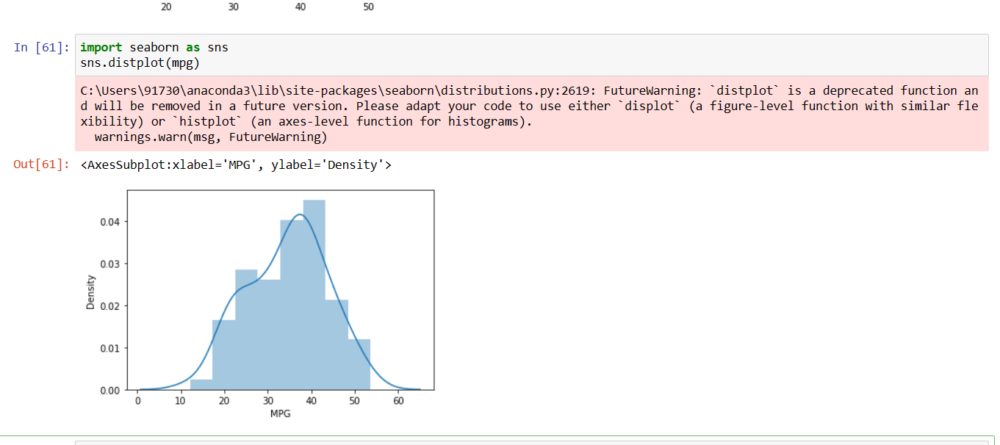 20 30 40 50
In [61]: import seaborn as sns
sns.distplot(mpg)
C:\Users\91730\anaconda3\lib\site-packages\seaborn\distributions.py:2619: FutureWarning: `distplot` is a deprecated function an
d will be removed in a future version. Please adapt your code to use either `displot` (a figure-level function with similar fle
xibility) or `histplot` (an axes-level function for histograms).
  warnings.warn(msg, FutureWarning)
Out[61]: <AxesSubplot:xlabel='MPG', ylabel='Density'>
0.04
0.03
Density
0.02
0.01
0.00
0 10 20 30 40 50 60
MPG